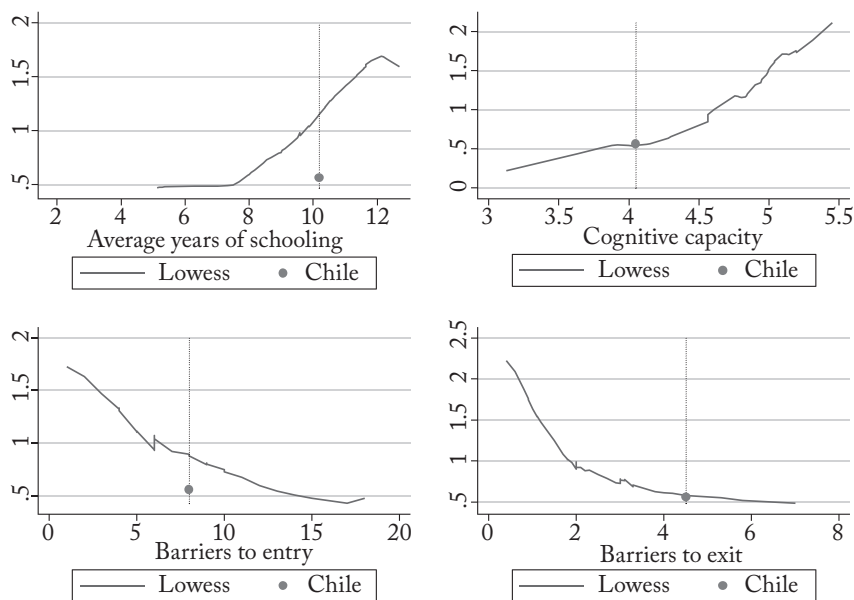 2
1.5
1
.5
2 4 6 8 10 12
Average years of schooling
Lowess Chile
2
1.5
1
.5
0
3 3.5 4 4.5 5 5.5
Cognitive capacity
Lowess Chile
2
1.5
1
.5
0 5 10 15 20
Barriers to entry
Lowess Chile
2.5
2
1.5
1
.5
0 2 4 6 8
Barriers to exit
Lowess Chile